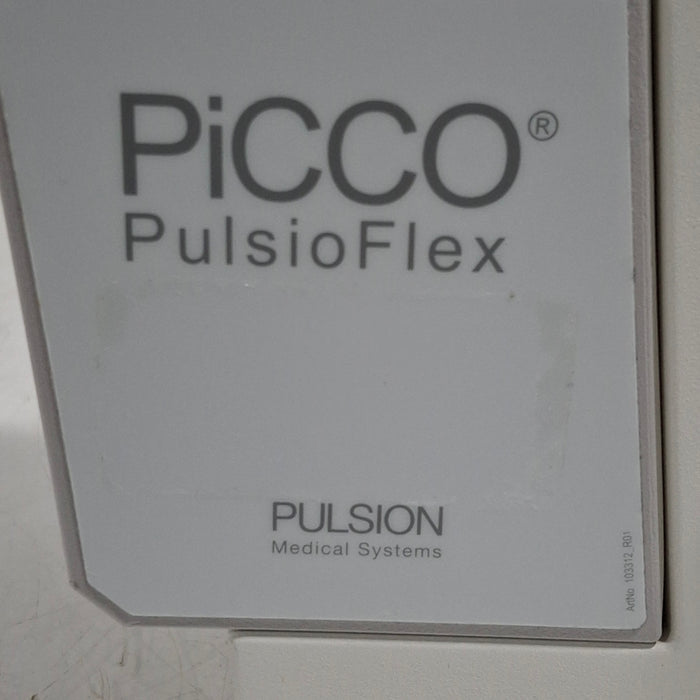 PiCCO®
PulsioFlex
PULSION
Medical Systems
ArtNo. 103312_R01